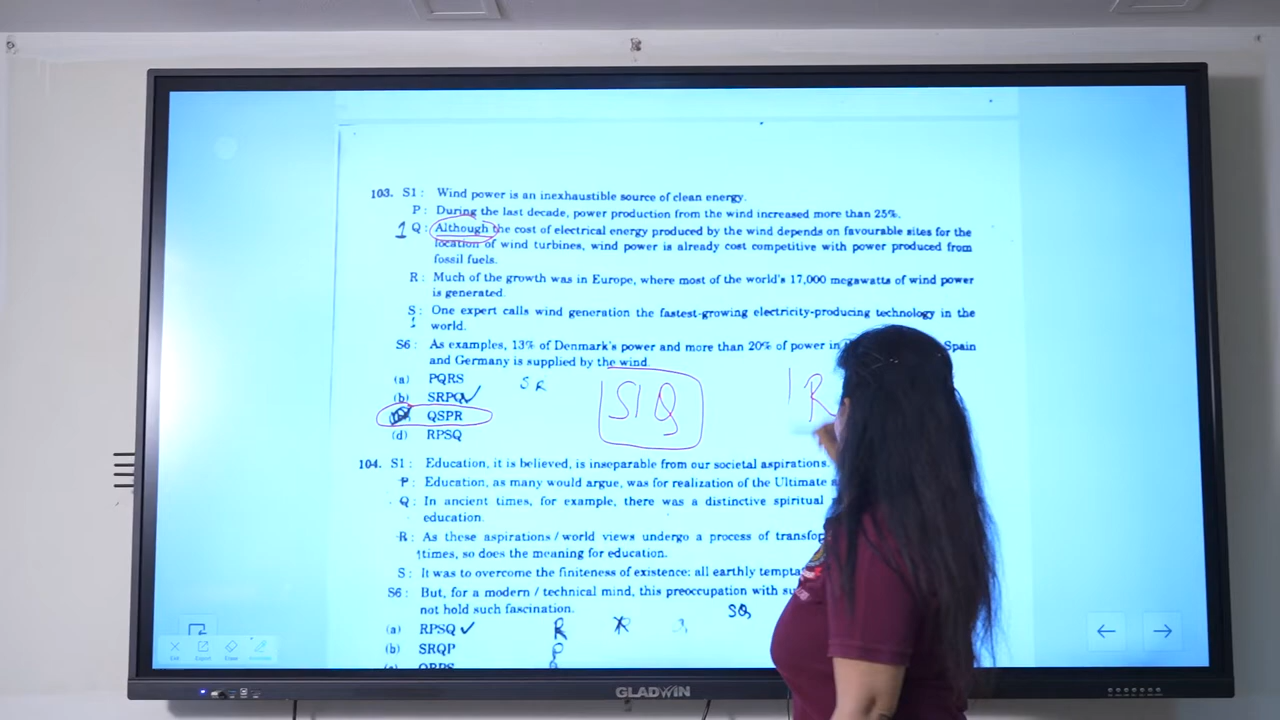 103. S1: Wind power is an inexhaustible source of clean energy.
P: During the last decade, power production from the wind increased more than 25%.
1 Q: Although the cost of electrical energy produced by the wind depends on favourable sites for the
location of wind turbines, wind power is already cost competitive with power produced from
fossil fuels.
R: Much of the growth was in Europe, where most of the world's 17,000 megawatts of wind power
is generated.
S: One expert calls wind generation the fastest-growing electricity-producing technology in the
world.
S6: As examples, 13% of Denmark's power and more than 20% of power in Spain
and Germany is supplied by the wind.
(a) PQRS
S R
(b) SRPQ
S1 Q
R
QSPR
(d) RPSQ
104. S1: Education, it is believed, is inseparable from our societal aspirations.
P: Education, as many would argue, was for realization of the Ultimate
Q: In ancient times, for example, there was a distinctive spiritual
education.
R: As these aspirations / world views undergo a process of
times, so does the meaning for education.
S: It was to overcome the finiteness of existence: all earthly
S6: But, for a modern / technical mind, this preoccupation with
not hold such fascination.
SQ
(a) RPSQ R R
(b) SRQP P
QRPS
GLADWIN